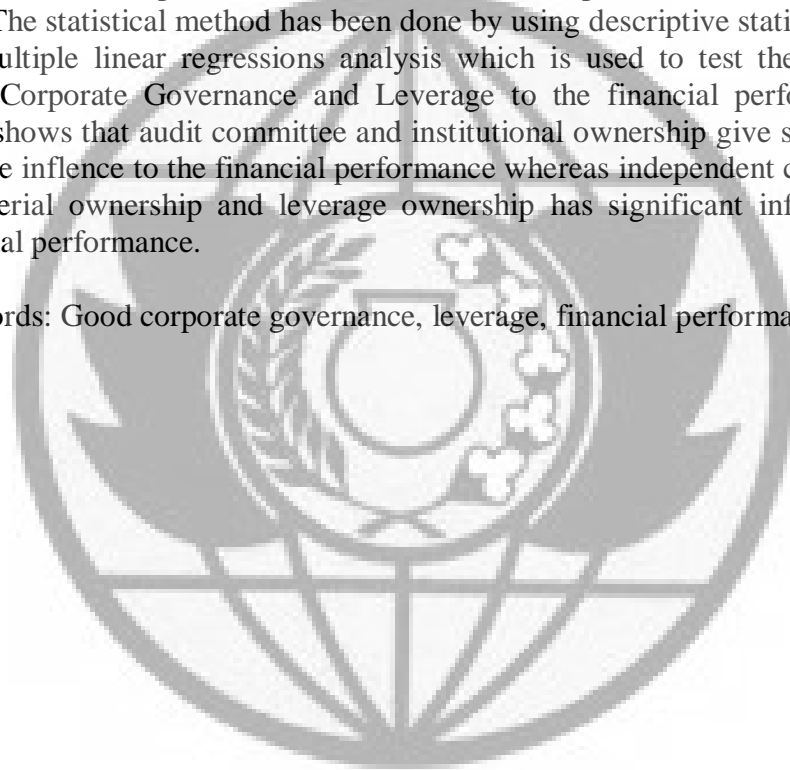 The statistical method has been done by using descriptive stati
ultiple linear regressions analysis which is used to test the
Corporate Governance and Leverage to the financial perfo
shows that audit committee and institutional ownership give s
e inflence to the financial performance whereas independent c
erial ownership and leverage ownership has significant inf
al performance.
ords: Good corporate governance, leverage, financial performa